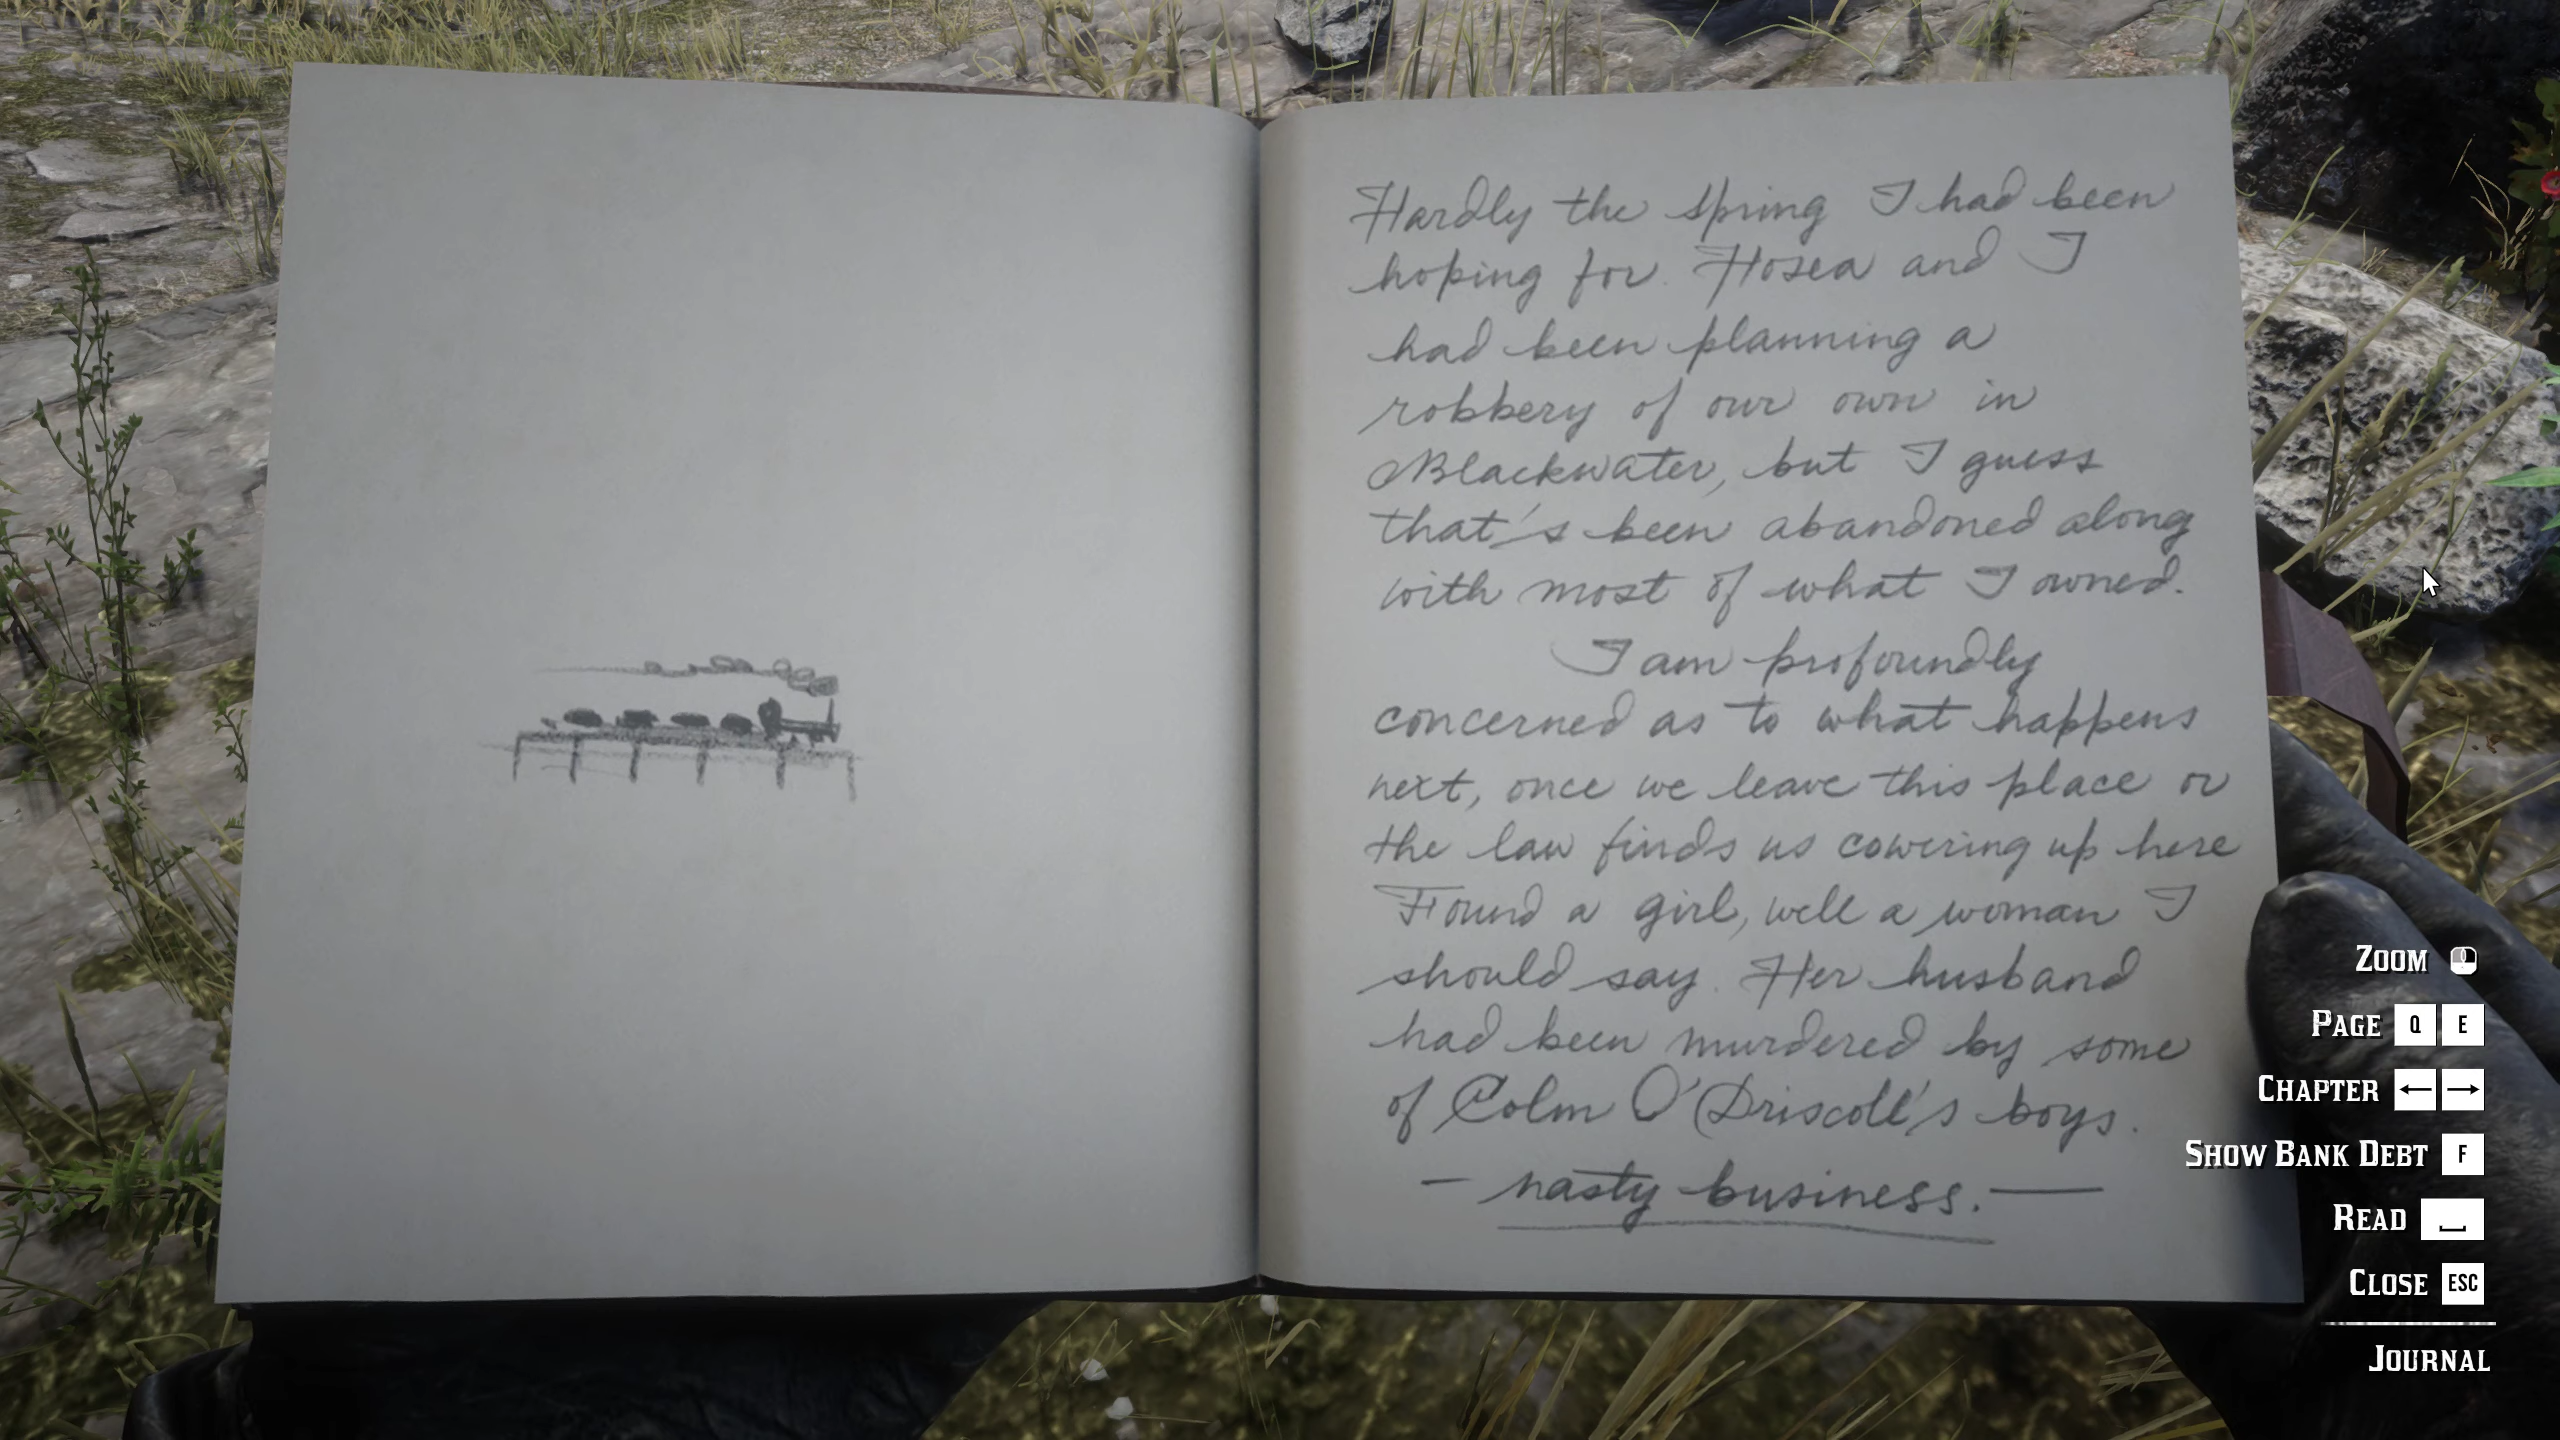 Hardly the spring I had been
hoping for. Hosea and I
had been planning a
robbery of our own in
Blackwater, but I guess
that's been abandoned along
with most of what I owned.
I am profoundly
concerned as to what happens
next, once we leave this place or
the law finds us cowering up here
Found a girl, well a woman I
should say. Her husband
had been murdered by some
of Colm O'Driscoll's boys.
— nasty business. —
ZOOM
PAGE Q E
CHAPTER ← →
SHOW BANK DEBT F
READ
CLOSE ESC
JOURNAL